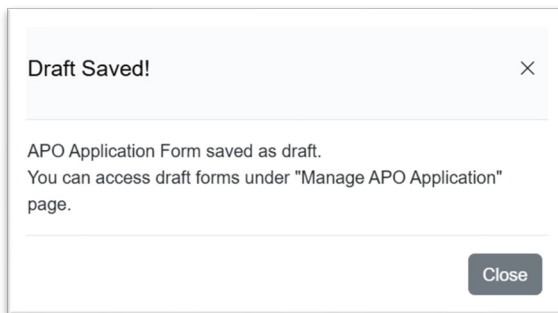 Draft Saved!
APO Application Form saved as draft.
You can access draft forms under "Manage APO Application"
page.
Close